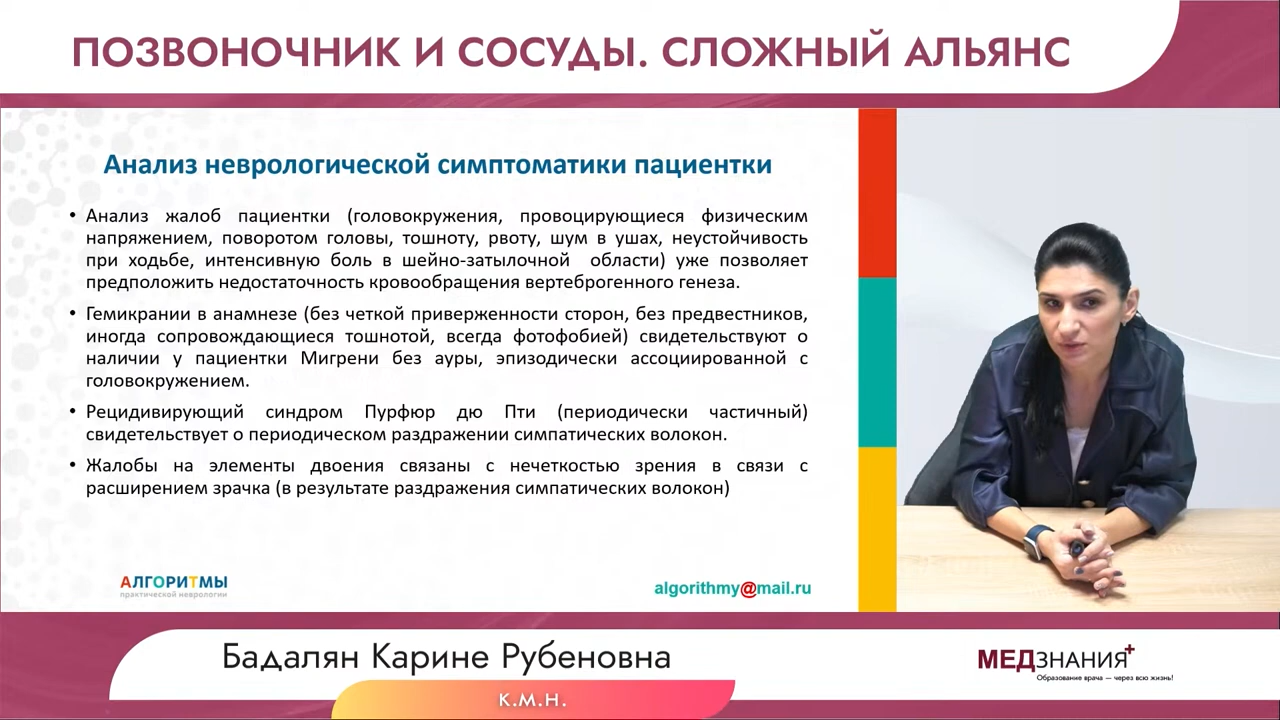 ПОЗВОНОЧНИК И СОСУДЫ. СЛОЖНЫЙ АЛЬЯНС
Анализ неврологической симптоматики пациентки
• Анализ жалоб пациентки (головокружения, провоцирующиеся физическим
напряжением, поворотом головы, тошноту, рвоту, шум в ушах, неустойчивость
при ходьбе, интенсивную боль в шейно-затылочной области) уже позволяет
предположить недостаточность кровообращения вертеброгенного генеза.
• Гемикрании в анамнезе (без четкой приверженности сторон, без предвестников,
иногда сопровождающиеся тошнотой, всегда фотофобией) свидетельствуют о
наличии у пациентки Мигрени без ауры, эпизодически ассоциированной с
головокружением.
• Рецидивирующий синдром Пурфюр дю Пти (периодически частичный)
свидетельствует о периодическом раздражении симпатических волокон.
• Жалобы на элементы двоения связаны с нечеткостью зрения в связи с
расширением зрачка (в результате раздражения симпатических волокон)
АЛГОРИТМЫ
практической неврологии
algorithmy@mail.ru
Бадалян Карине Рубеновна
к.м.н.
МЕДЗНАНИЯ+
Образование врача — через всю жизнь!